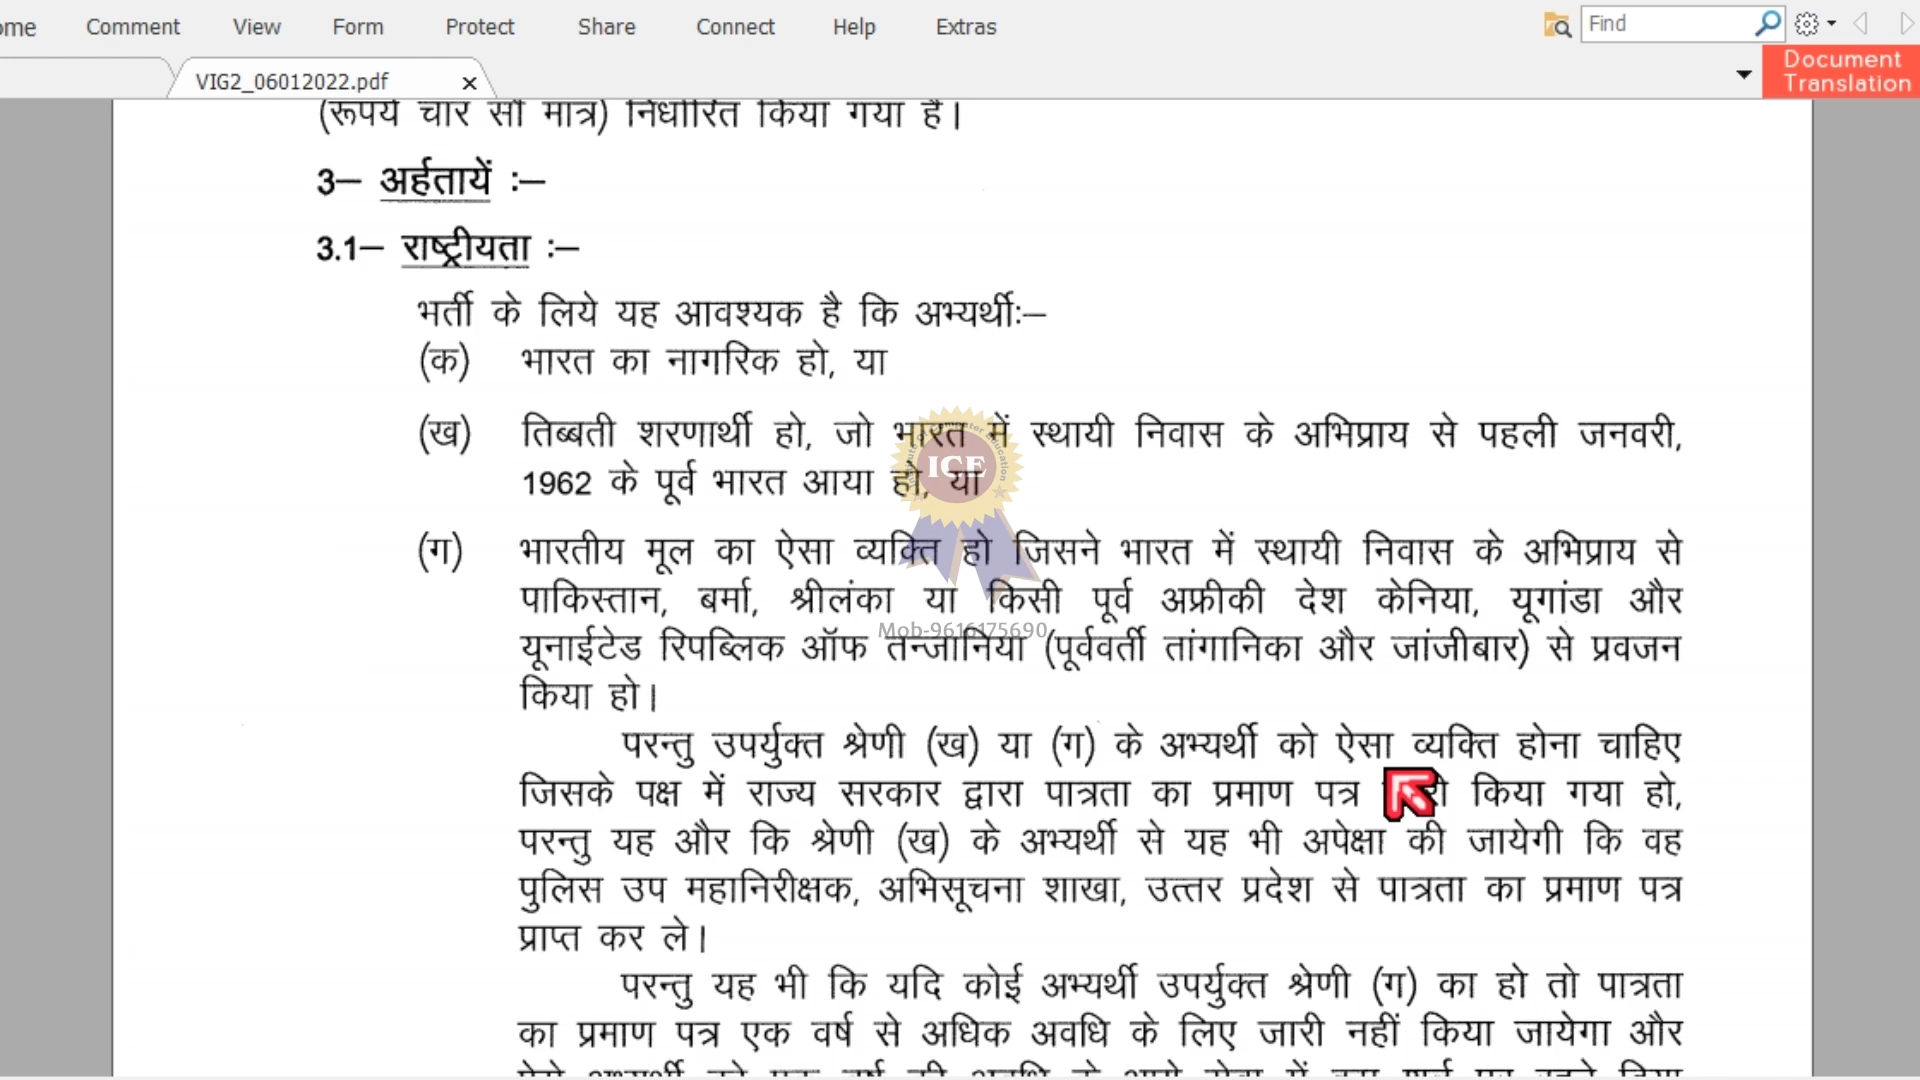 ome Comment View Form Protect Share Connect Help Extras Find
Document
Translation
VIG2_06012022.pdf
(रूपये चार सौ मात्र) निर्धारित किया गया है।
3– अर्हतायें :–
3.1– राष्ट्रीयता :–
भर्ती के लिये यह आवश्यक है कि अभ्यर्थी:–
(क) भारत का नागरिक हो, या
(ख) तिब्बती शरणार्थी हो, जो भारत में स्थायी निवास के अभिप्राय से पहली जनवरी,
1962 के पूर्व भारत आया हो, या
ICE
(ग) भारतीय मूल का ऐसा व्यक्ति हो जिसने भारत में स्थायी निवास के अभिप्राय से
पाकिस्तान, बर्मा, श्रीलंका या किसी पूर्व अफ्रीकी देश केनिया, यूगांडा और
Mob-9616175690
यूनाईटेड रिपब्लिक ऑफ तन्जानिया (पूर्ववर्ती तांगानिका और जांजीबार) से प्रवजन
किया हो।
परन्तु उपर्युक्त श्रेणी (ख) या (ग) के अभ्यर्थी को ऐसा व्यक्ति होना चाहिए
जिसके पक्ष में राज्य सरकार द्वारा पात्रता का प्रमाण पत्र किया गया हो,
परन्तु यह और कि श्रेणी (ख) के अभ्यर्थी से यह भी अपेक्षा की जायेगी कि वह
पुलिस उप महानिरीक्षक, अभिसूचना शाखा, उत्तर प्रदेश से पात्रता का प्रमाण पत्र
प्राप्त कर ले।
परन्तु यह भी कि यदि कोई अभ्यर्थी उपर्युक्त श्रेणी (ग) का हो तो पात्रता
का प्रमाण पत्र एक वर्ष से अधिक अवधि के लिए जारी नहीं किया जायेगा और